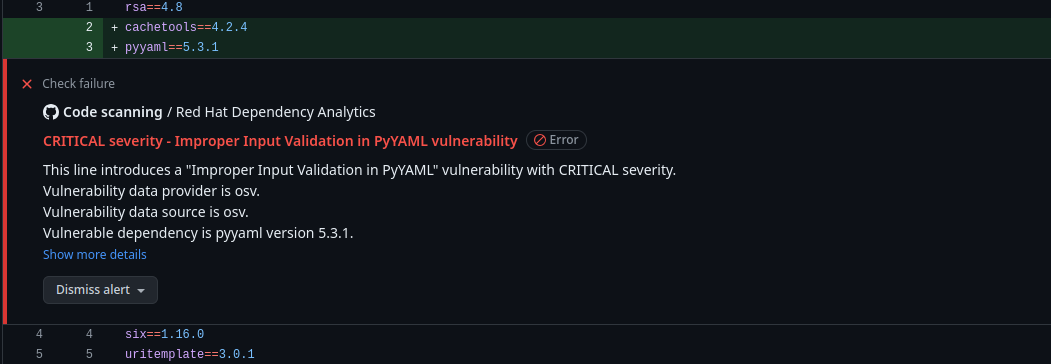 3 1 rsa==4.8
2 + cachetools==4.2.4
3 + pyyaml==5.3.1
Check failure
Code scanning / Red Hat Dependency Analytics
CRITICAL severity - Improper Input Validation in PyYAML vulnerability Error
This line introduces a "Improper Input Validation in PyYAML" vulnerability with CRITICAL severity.
Vulnerability data provider is osv.
Vulnerability data source is osv.
Vulnerable dependency is pyyaml version 5.3.1.
Show more details
Dismiss alert
4 4 six==1.16.0
5 5 uritemplate==3.0.1